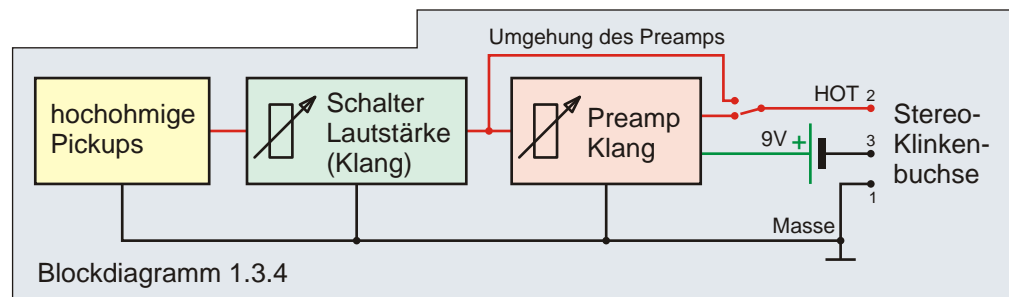 Umgehung des Preamps
hochohmige
Pickups
Schalter
Lautstärke
(Klang)
Preamp
Klang
HOT 2
9V +
3
1
Stereo-
Klinken-
buchse
Masse
Blockdiagramm 1.3.4